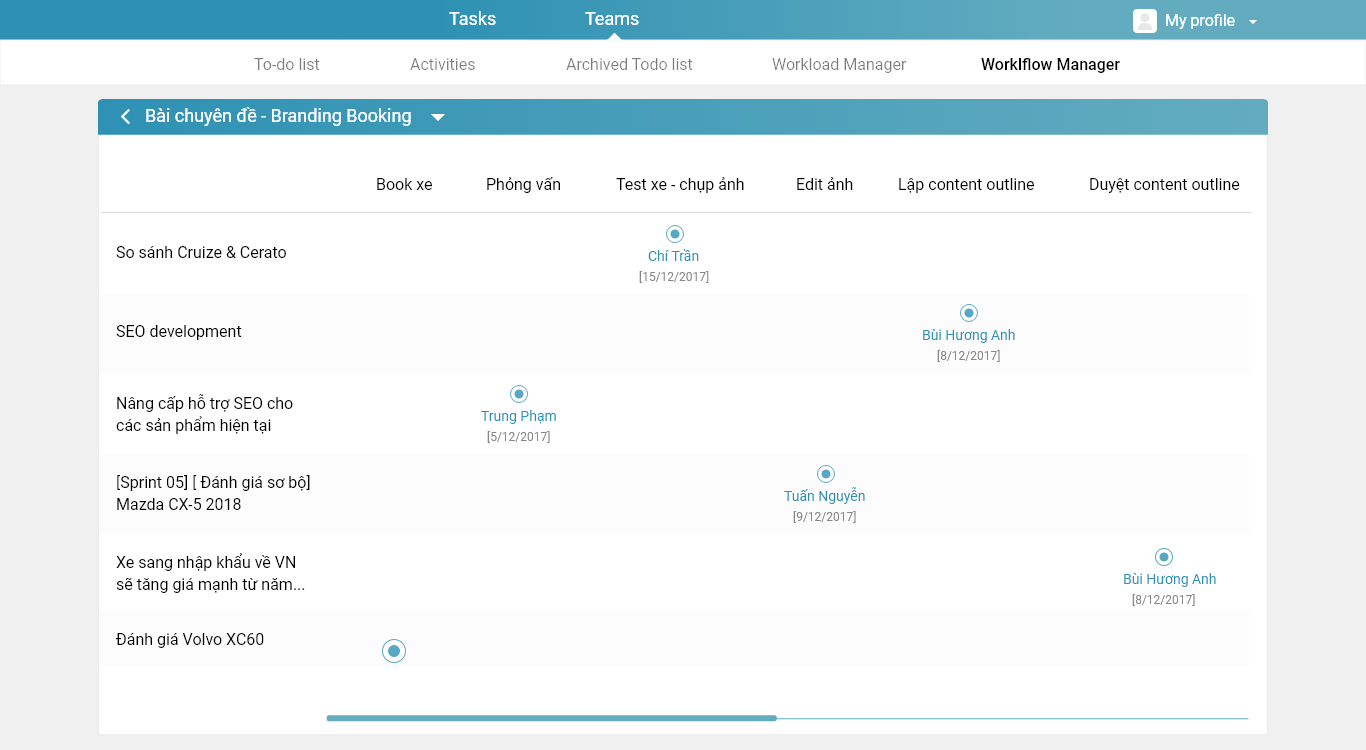 Tasks
Teams
My profile
To-do list
Activities
Archived Todo list
Workload Manager
Worklflow Manager
Bài chuyên đề - Branding Booking
Book xe
Phỏng vấn
Test xe - chụp ảnh
Edit ảnh
Lập content outline
Duyệt content outline
So sánh Cruize & Cerato
Chí Trần
[15/12/2017]
SEO development
Bùi Hương Anh
[8/12/2017]
Nâng cấp hỗ trợ SEO cho
các sản phẩm hiện tại
Trung Phạm
[5/12/2017]
[Sprint 05] [ Đánh giá sơ bộ]
Mazda CX-5 2018
Tuấn Nguyễn
[9/12/2017]
Xe sang nhập khẩu về VN
sẽ tăng giá mạnh từ năm...
Bùi Hương Anh
[8/12/2017]
Đánh giá Volvo XC60